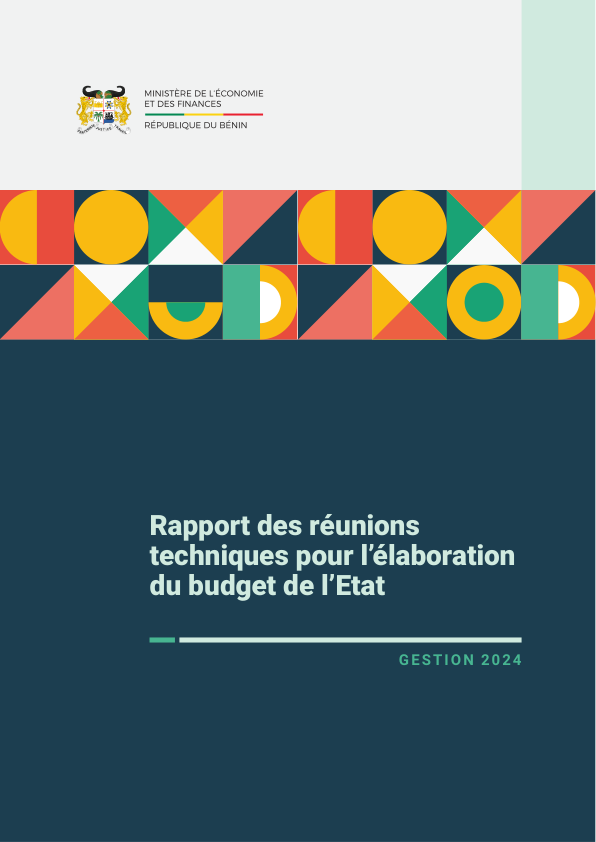 MINISTÈRE DE L'ÉCONOMIE
ET DES FINANCES
RÉPUBLIQUE DU BÉNIN
Rapport des réunions
techniques pour l’élaboration
du budget de l’Etat
GESTION 2024